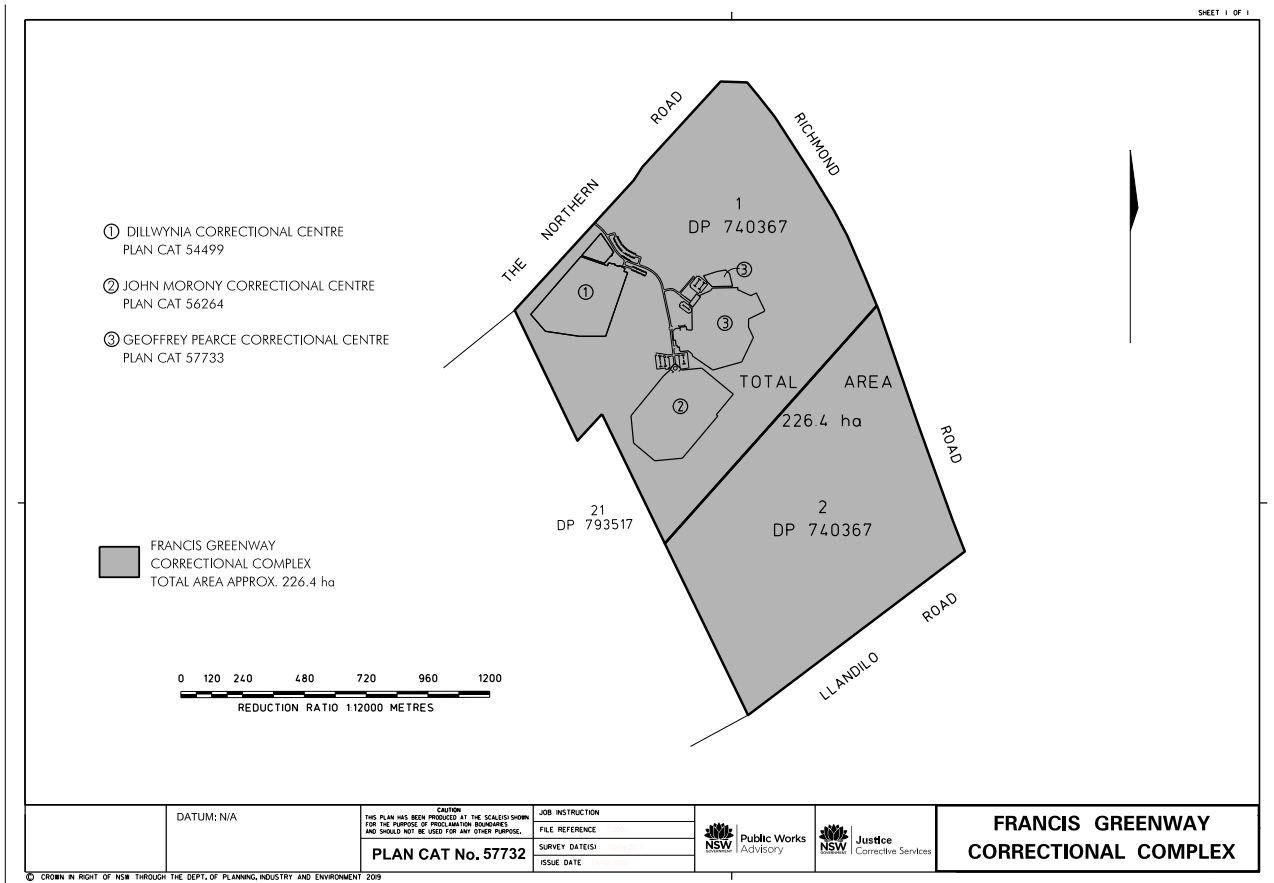 SHEET 1 OF 1
THE NORTHERN ROAD
RICHMOND ROAD
1
DP 740367
① DILLWYNIA CORRECTIONAL CENTRE
PLAN CAT 54499
② JOHN MORONY CORRECTIONAL CENTRE
PLAN CAT 56264
③ GEOFFREY PEARCE CORRECTIONAL CENTRE
PLAN CAT 57733
③
①
③
②
TOTAL AREA
226.4 ha
21
DP 793517
2
DP 740367
LLANDILO ROAD
FRANCIS GREENWAY
CORRECTIONAL COMPLEX
TOTAL AREA APPROX. 226.4 ha
0 120 240 480 720 960 1200
REDUCTION RATIO 1:12000 METRES
DATUM: N/A
CAUTION
THIS PLAN HAS BEEN PRODUCED AT THE SCALE(S) SHOWN
FOR THE PURPOSE OF PROCLAMATION BOUNDARIES
AND SHOULD NOT BE USED FOR ANY OTHER PURPOSE.
PLAN CAT No. 57732
JOB INSTRUCTION
FILE REFERENCE
SURVEY DATE(S)
ISSUE DATE
NSW
GOVERNMENT
Public Works
Advisory
NSW
GOVERNMENT
Justice
Corrective Services
FRANCIS GREENWAY
CORRECTIONAL COMPLEX
© CROWN IN RIGHT OF NSW THROUGH THE DEPT. OF PLANNING, INDUSTRY AND ENVIRONMENT 2019